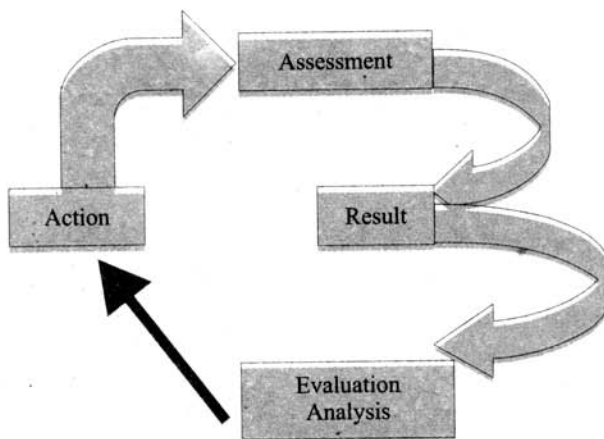 Assessment
Action
Result
Evaluation
Analysis